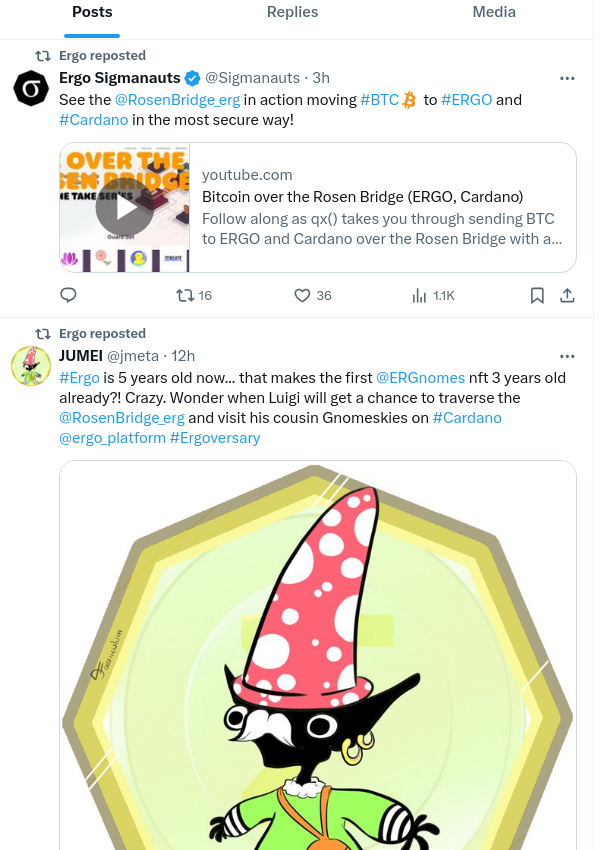 Posts Replies Media
Ergo reposted
Ergo Sigmanauts @Sigmanauts · 3h
See the @RosenBridge_erg in action moving #BTC to #ERGO and
#Cardano in the most secure way!
OVER THE
SEN BRIDGE
NE TAKE SERIES
Guard Set
youtube.com
Bitcoin over the Rosen Bridge (ERGO, Cardano)
Follow along as qx() takes you through sending BTC
to ERGO and Cardano over the Rosen Bridge with a...
16 36 1.1K
Ergo reposted
JUMEI @jmeta · 12h
#Ergo is 5 years old now... that makes the first @ERGnomes nft 3 years old
already?! Crazy. Wonder when Luigi will get a chance to traverse the
@RosenBridge_erg and visit his cousin Gnomeskies on #Cardano
@ergo_platform #Ergoversary